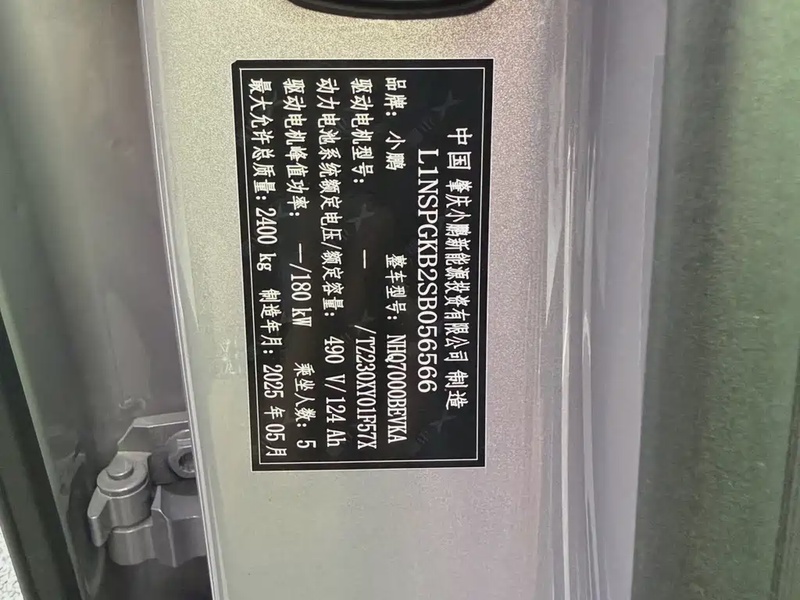 中国 肇庆小鹏新能源投资有限公司 制造
L1NSPGKB2SB056566
品牌: 小鹏 整车型号: NHQ7000BEVKA
驱动电机型号: — /TZ230XY01F57X
动力电池系统额定电压/额定容量: 490 V/124 Ah
驱动电机峰值功率: —/180 kW 乘坐人数: 5
最大允许总质量: 2400 kg 制造年月: 2025 年 05 月